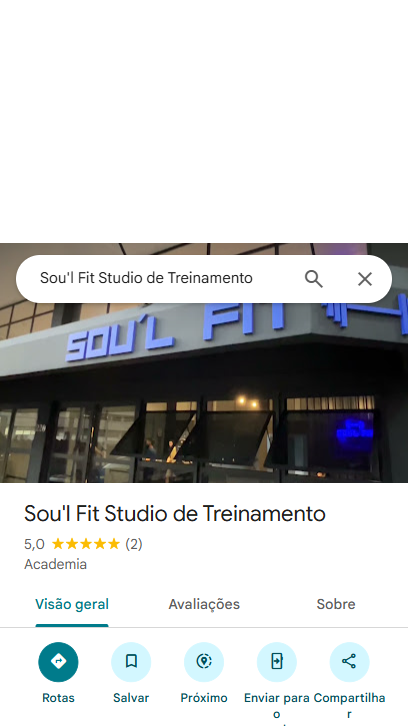 Sou'l Fit Studio de Treinamento
SOU'L FIT
Sou'l Fit Studio de Treinamento
5,0 ★★★★★ (2)
Academia
Visão geral Avaliações Sobre
Rotas Salvar Próximo Enviar para o Compartilhar